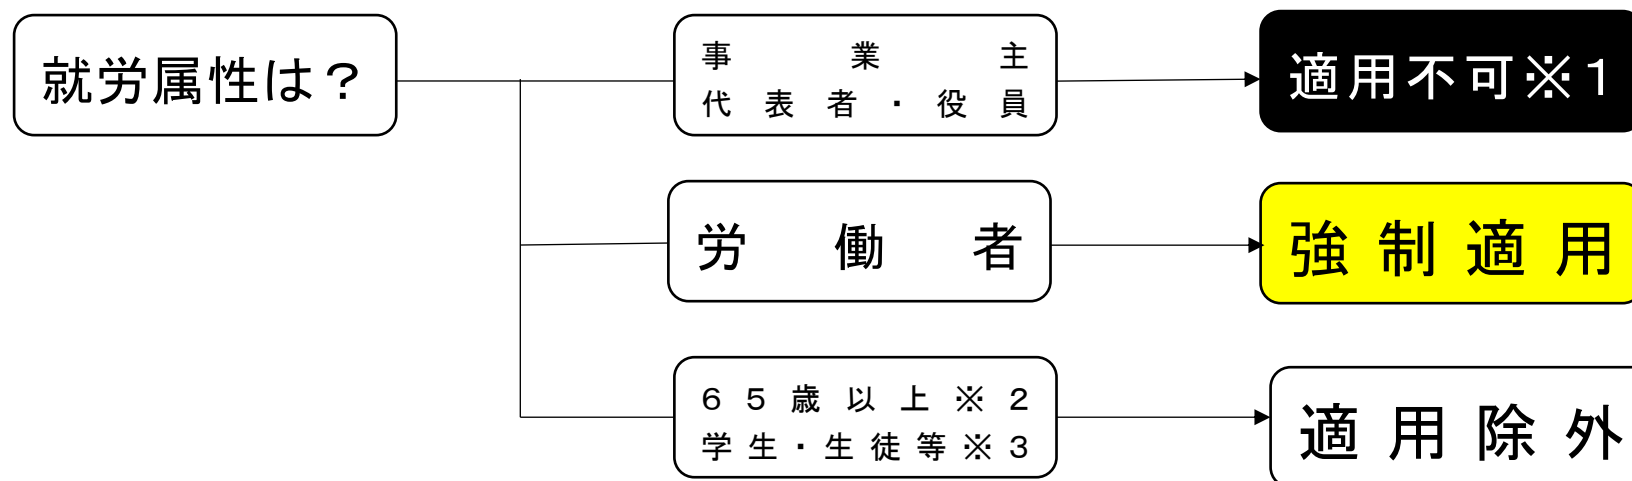 就労属性は？
事業主
代表者・役員
適用不可※１
労働者
強制適用
６５歳以上※２
学生・生徒等※３
適用除外